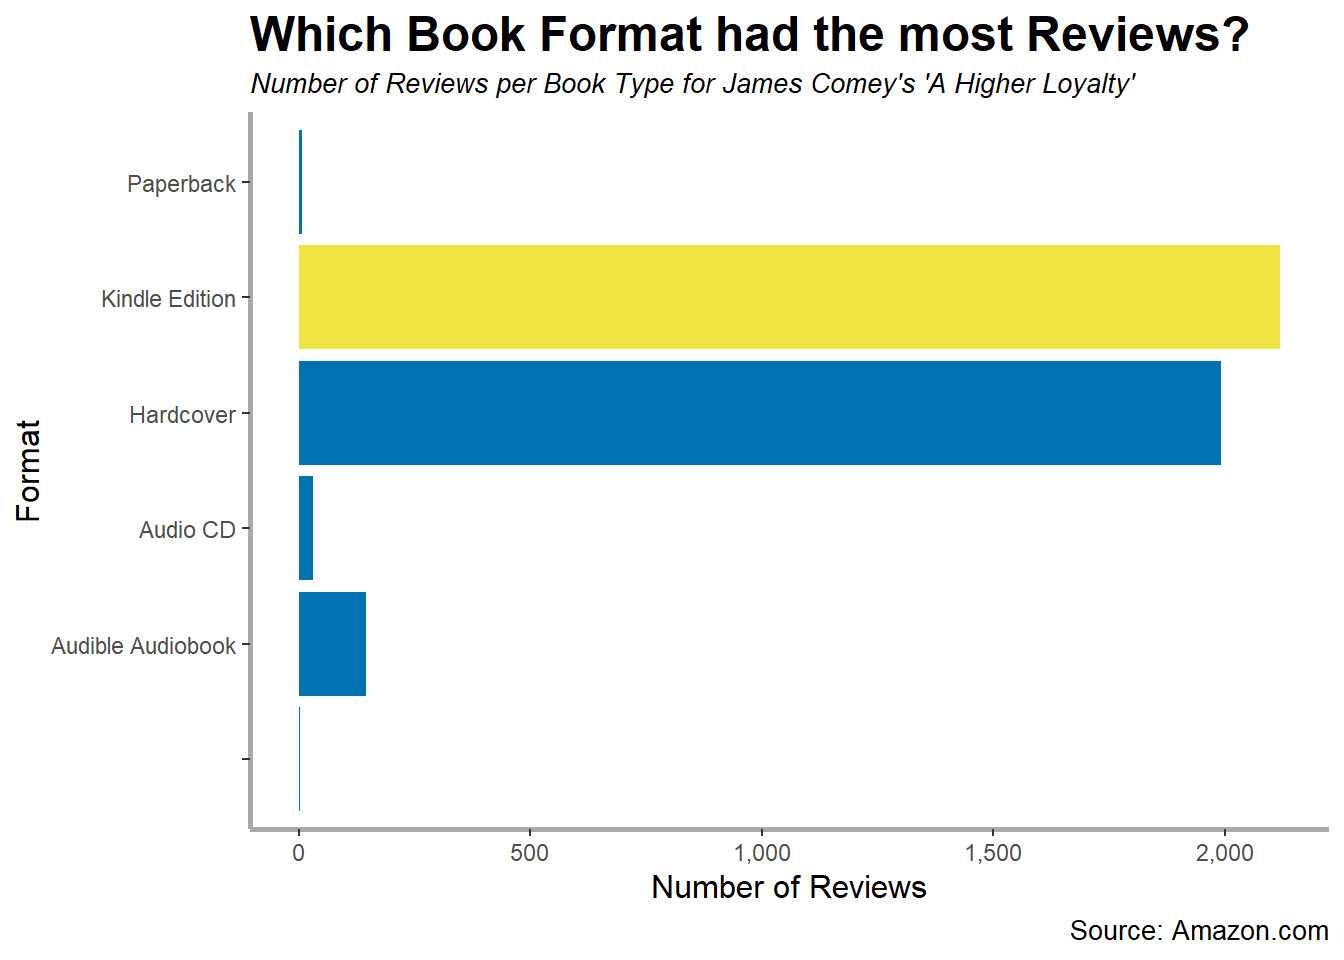 Which Book Format had the most Reviews?
Number of Reviews per Book Type for James Comey's 'A Higher Loyalty'
Paperback
Kindle Edition
Hardcover
Audio CD
Audible Audiobook
Format
0 500 1,000 1,500 2,000
Number of Reviews
Source: Amazon.com